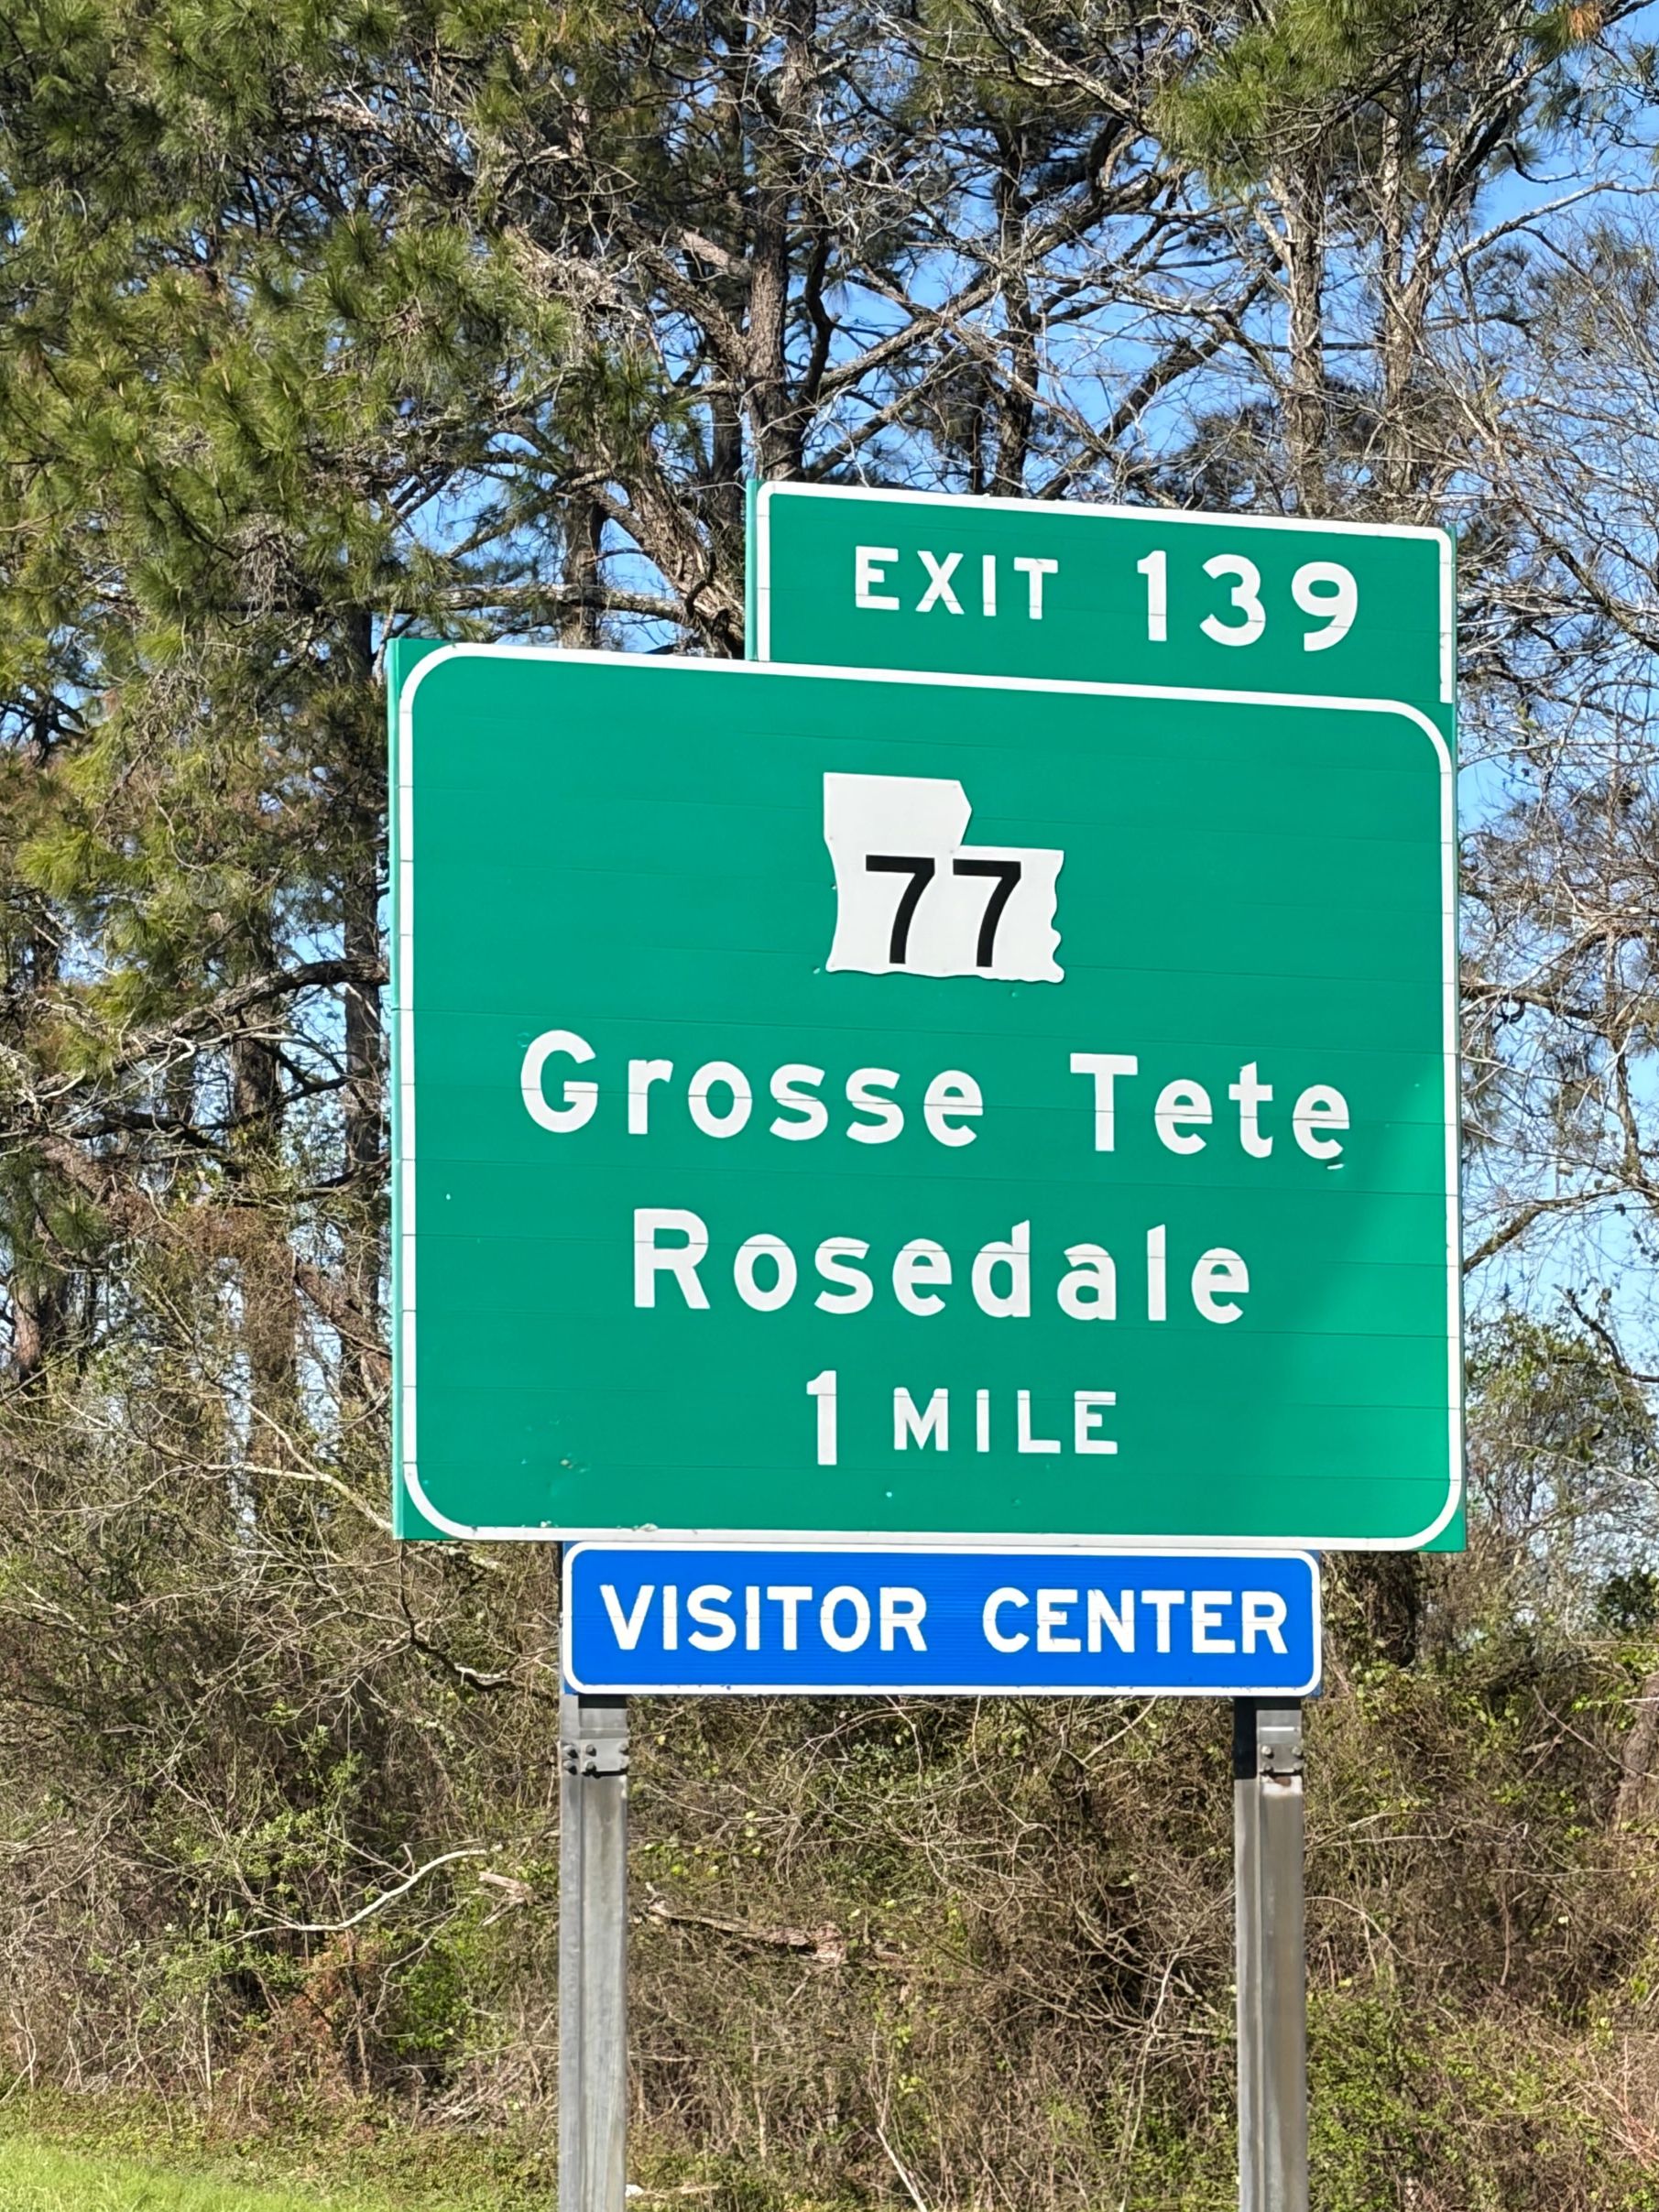 EXIT 139
77
Grosse Tete
Rosedale
1 MILE
VISITOR CENTER